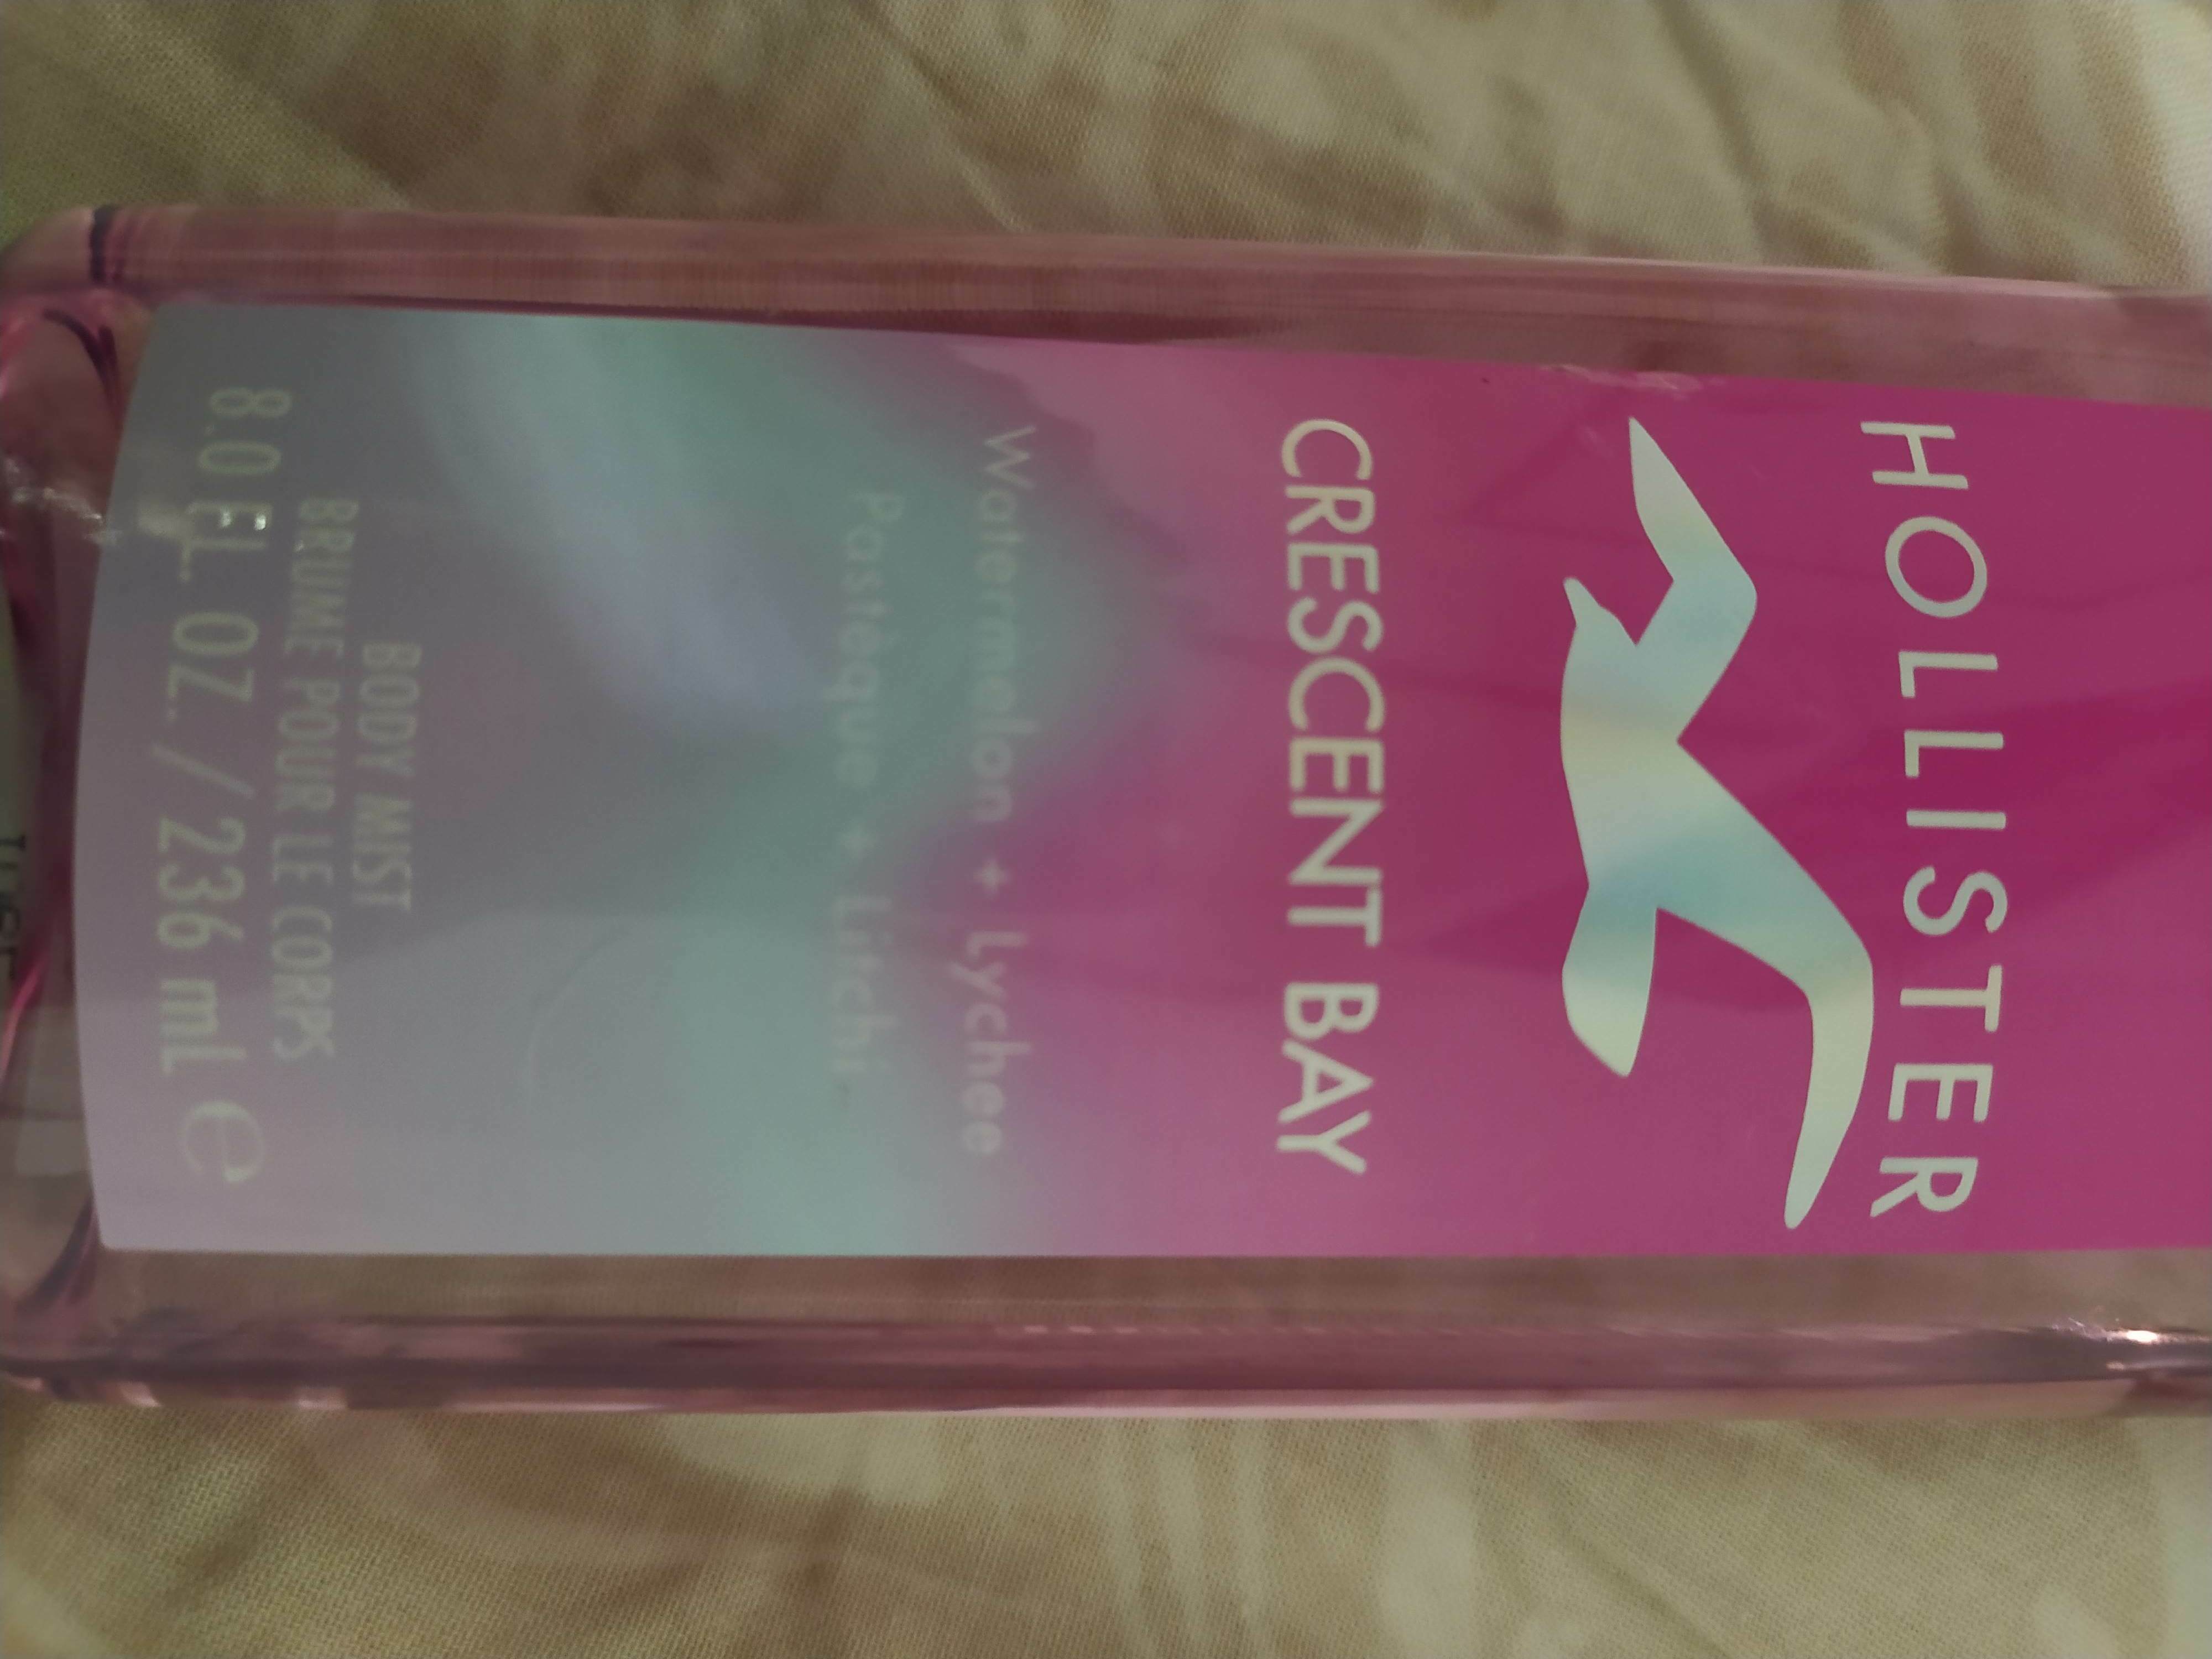 HOLLISTER
CRESCENT BAY
Watermelon + Lychee
Pastèque + Litchi
BODY MIST
BRUME POUR LE CORPS
8.0 FL. OZ. / 236 ml e